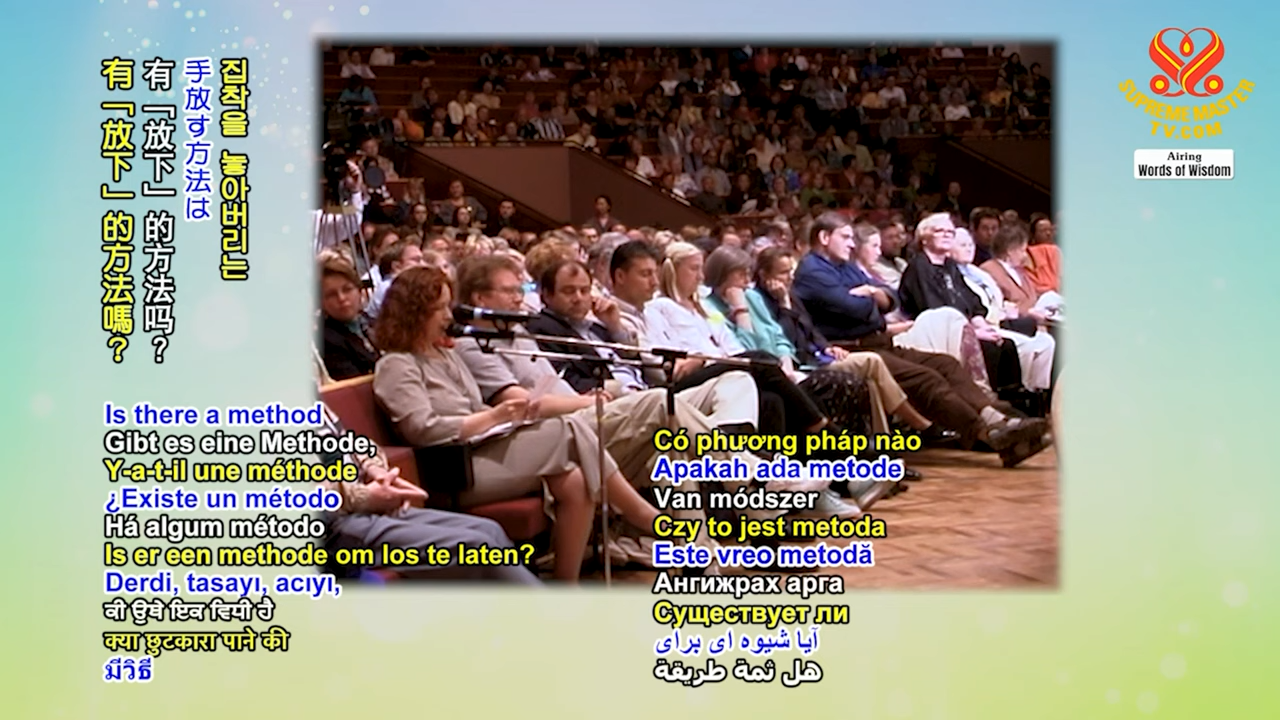 집착을 놓아버리는
手放す方法は
有「放下」的方法吗？
有「放下」的方法嗎？
Is there a method
Gibt es eine Methode,
Y-a-t-il une méthode
¿Existe un método
Há algum método
Is er een methode om los te laten?
Derdi, tasayı, acıyı,
ਕੀ ਉਥੇ ਇਕ ਵਿਧੀ ਹੈ
क्या छुटकारा पाने की
มีวิธี
Có phương pháp nào
Apakah ada metode
Van módszer
Czy to jest metoda
Este vreo metodă
Ангижрах арга
Существует ли
آیا شیوه ای برای
هل ثمة طريقة
SUPREME MASTER
TV.COM
Airing
Words of Wisdom